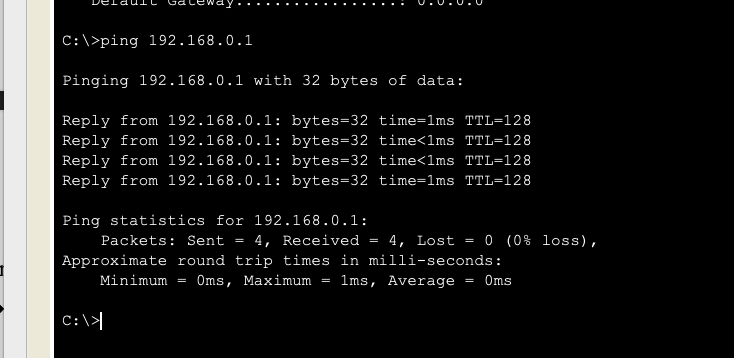 Default Gateway.................: 0.0.0.0
C:\>ping 192.168.0.1
Pinging 192.168.0.1 with 32 bytes of data:
Reply from 192.168.0.1: bytes=32 time=1ms TTL=128
Reply from 192.168.0.1: bytes=32 time<1ms TTL=128
Reply from 192.168.0.1: bytes=32 time<1ms TTL=128
Reply from 192.168.0.1: bytes=32 time=1ms TTL=128
Ping statistics for 192.168.0.1:
Packets: Sent = 4, Received = 4, Lost = 0 (0% loss),
Approximate round trip times in milli-seconds:
Minimum = 0ms, Maximum = 1ms, Average = 0ms
C:\>